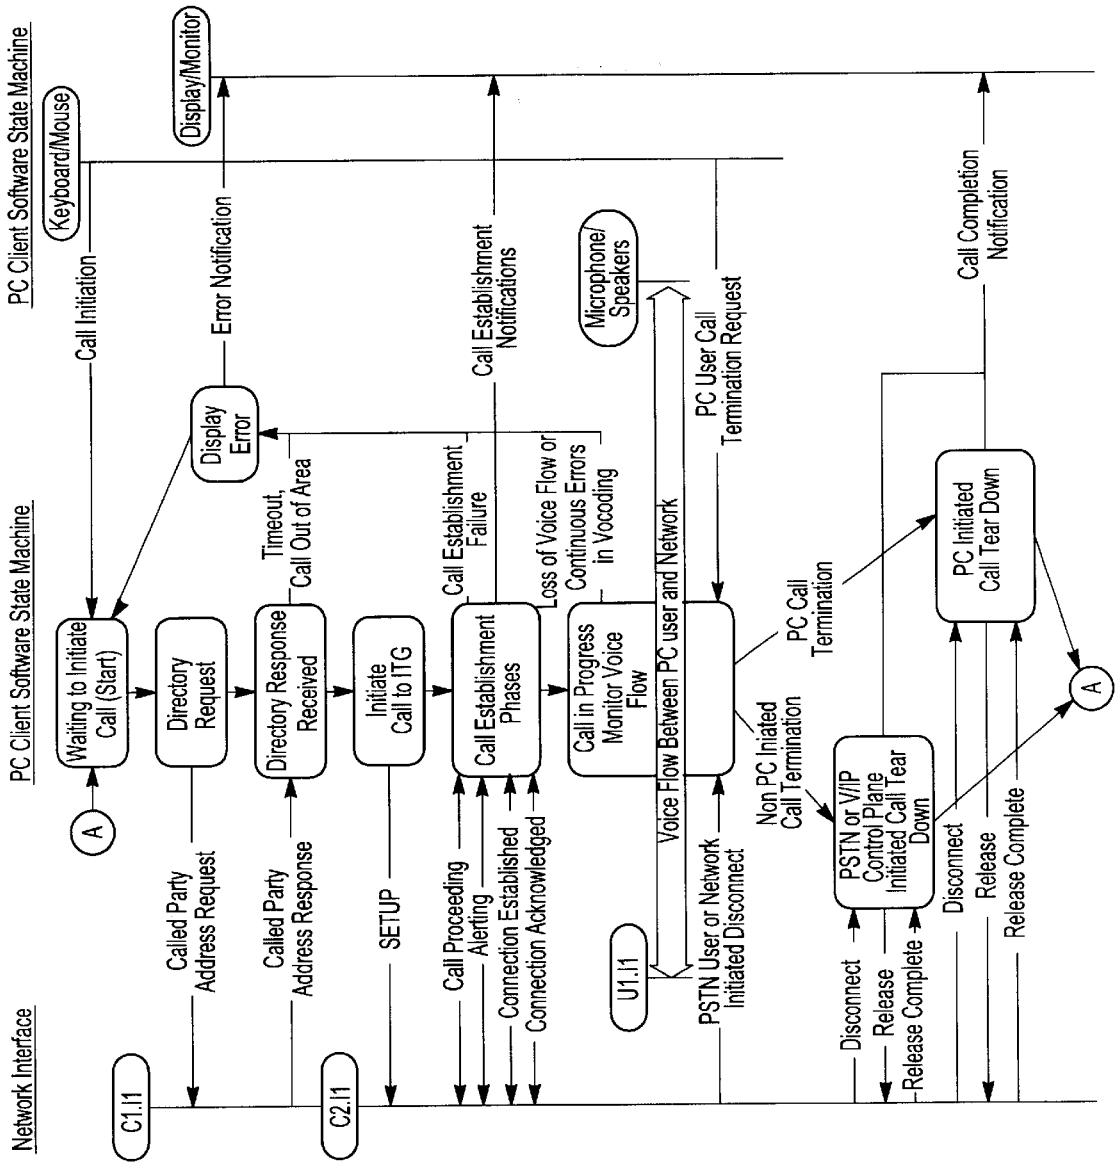 Network Interface
PC Client Software State Machine
PC Client Software State Machine
Keyboard/Mouse
Display/Monitor
Call Initiation
Error Notification
A
Waiting to Initiate
Call (Start)
Display
Error
C1.I1
Called Party
Address Request
Directory
Request
Called Party
Address Response
Directory Response
Received
Timeout,
Call Out of Area
C2.I1
SETUP
Initiate
Call to ITG
Call Proceeding
Alerting
Connection Established
Connection Acknowledged
Call Establishment
Phases
Call Establishment
Failure
Call Establishment
Notifications
Loss of Voice Flow or
Continuous Errors
in Vocoding
Call in Progress
Monitor Voice
Flow
Microphone/
Speakers
U1.I1
Voice Flow Between PC user and Network
PSTN User or Network
Initiated Disconnect
PC User Call
Termination Request
Non PC Iniated
Call Termination
PC Call
Termination
Disconnect
Release
Release Complete
PSTN or V/IP
Control Plane
Initiated Call Tear
Down
PC Initiated
Call Tear Down
Call Completion
Notification
Disconnect
Release
Release Complete
A